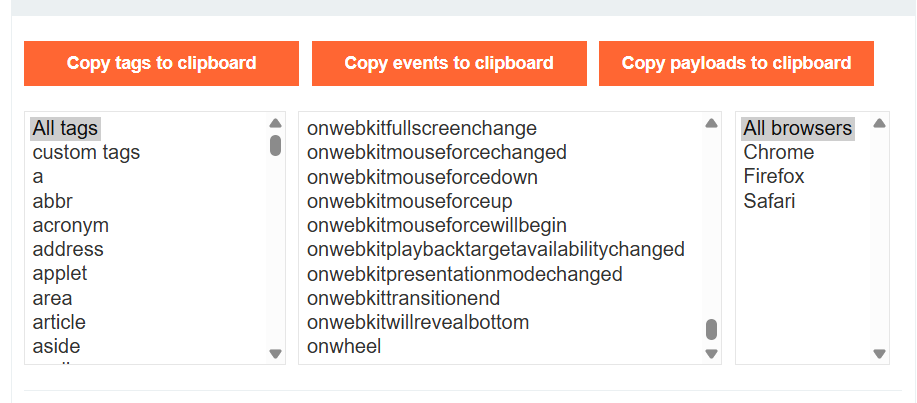 Copy tags to clipboard
Copy events to clipboard
Copy payloads to clipboard
All tags
custom tags
a
abbr
acronym
address
applet
area
article
aside
onwebkitfullscreenchange
onwebkitmouseforcechanged
onwebkitmouseforcedown
onwebkitmouseforceup
onwebkitmouseforcewillbegin
onwebkitplaybacktargetavailabilitychanged
onwebkitpresentationmodechanged
onwebkittransitionend
onwebkitwillrevealbottom
onwheel
All browsers
Chrome
Firefox
Safari